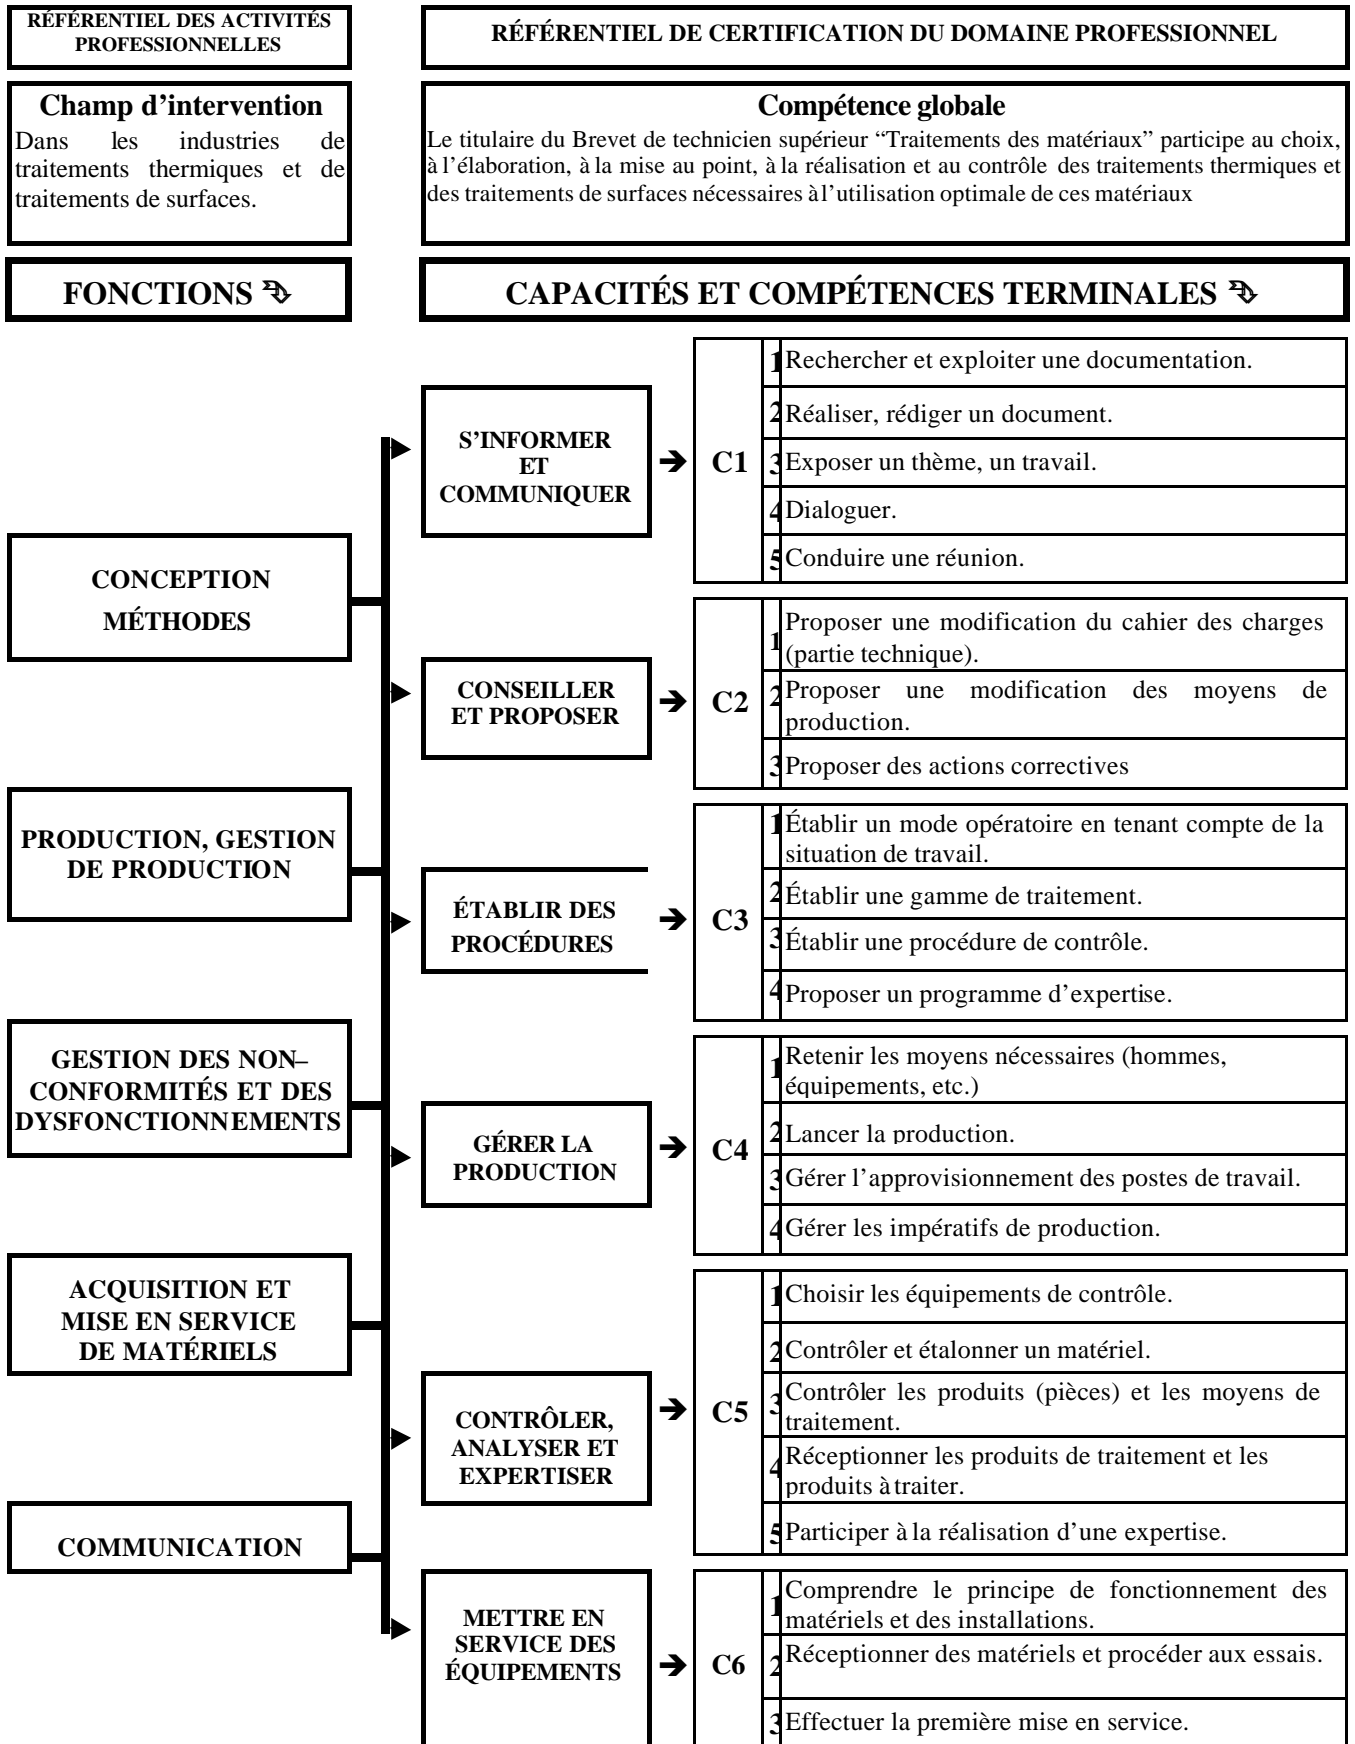 RÉFÉRENTIEL DES ACTIVITÉS
PROFESSIONNELLES
RÉFÉRENTIEL DE CERTIFICATION DU DOMAINE PROFESSIONNEL
Champ d’intervention
Dans les industries de
traitements thermiques et de
traitements de surfaces.
Compétence globale
Le titulaire du Brevet de technicien supérieur “Traitements des matériaux” participe au choix,
à l’élaboration, à la mise au point, à la réalisation et au contrôle des traitements thermiques et
des traitements de surfaces nécessaires à l’utilisation optimale de ces matériaux
FONCTIONS
CAPACITÉS ET COMPÉTENCES TERMINALES
CONCEPTION
MÉTHODES
PRODUCTION, GESTION
DE PRODUCTION
GESTION DES NON–
CONFORMITÉS ET DES
DYSFONCTIONNEMENTS
ACQUISITION ET
MISE EN SERVICE
DE MATÉRIELS
COMMUNICATION
S’INFORMER
ET
COMMUNIQUER
C1
1 Rechercher et exploiter une documentation.
2 Réaliser, rédiger un document.
3 Exposer un thème, un travail.
4 Dialoguer.
5 Conduire une réunion.
CONSEILLER
ET PROPOSER
C2
1 Proposer une modification du cahier des charges
(partie technique).
2 Proposer une modification des moyens de
production.
3 Proposer des actions correctives
ÉTABLIR DES
PROCÉDURES
C3
1 Établir un mode opératoire en tenant compte de la
situation de travail.
2 Établir une gamme de traitement.
3 Établir une procédure de contrôle.
4 Proposer un programme d’expertise.
GÉRER LA
PRODUCTION
C4
1 Retenir les moyens nécessaires (hommes,
équipements, etc.)
2 Lancer la production.
3 Gérer l’approvisionnement des postes de travail.
4 Gérer les impératifs de production.
CONTRÔLER,
ANALYSER ET
EXPERTISER
C5
1 Choisir les équipements de contrôle.
2 Contrôler et étalonner un matériel.
3 Contrôler les produits (pièces) et les moyens de
traitement.
4 Réceptionner les produits de traitement et les
produits à traiter.
5 Participer à la réalisation d’une expertise.
METTRE EN
SERVICE DES
ÉQUIPEMENTS
C6
1 Comprendre le principe de fonctionnement des
matériels et des installations.
2 Réceptionner des matériels et procéder aux essais.
3 Effectuer la première mise en service.